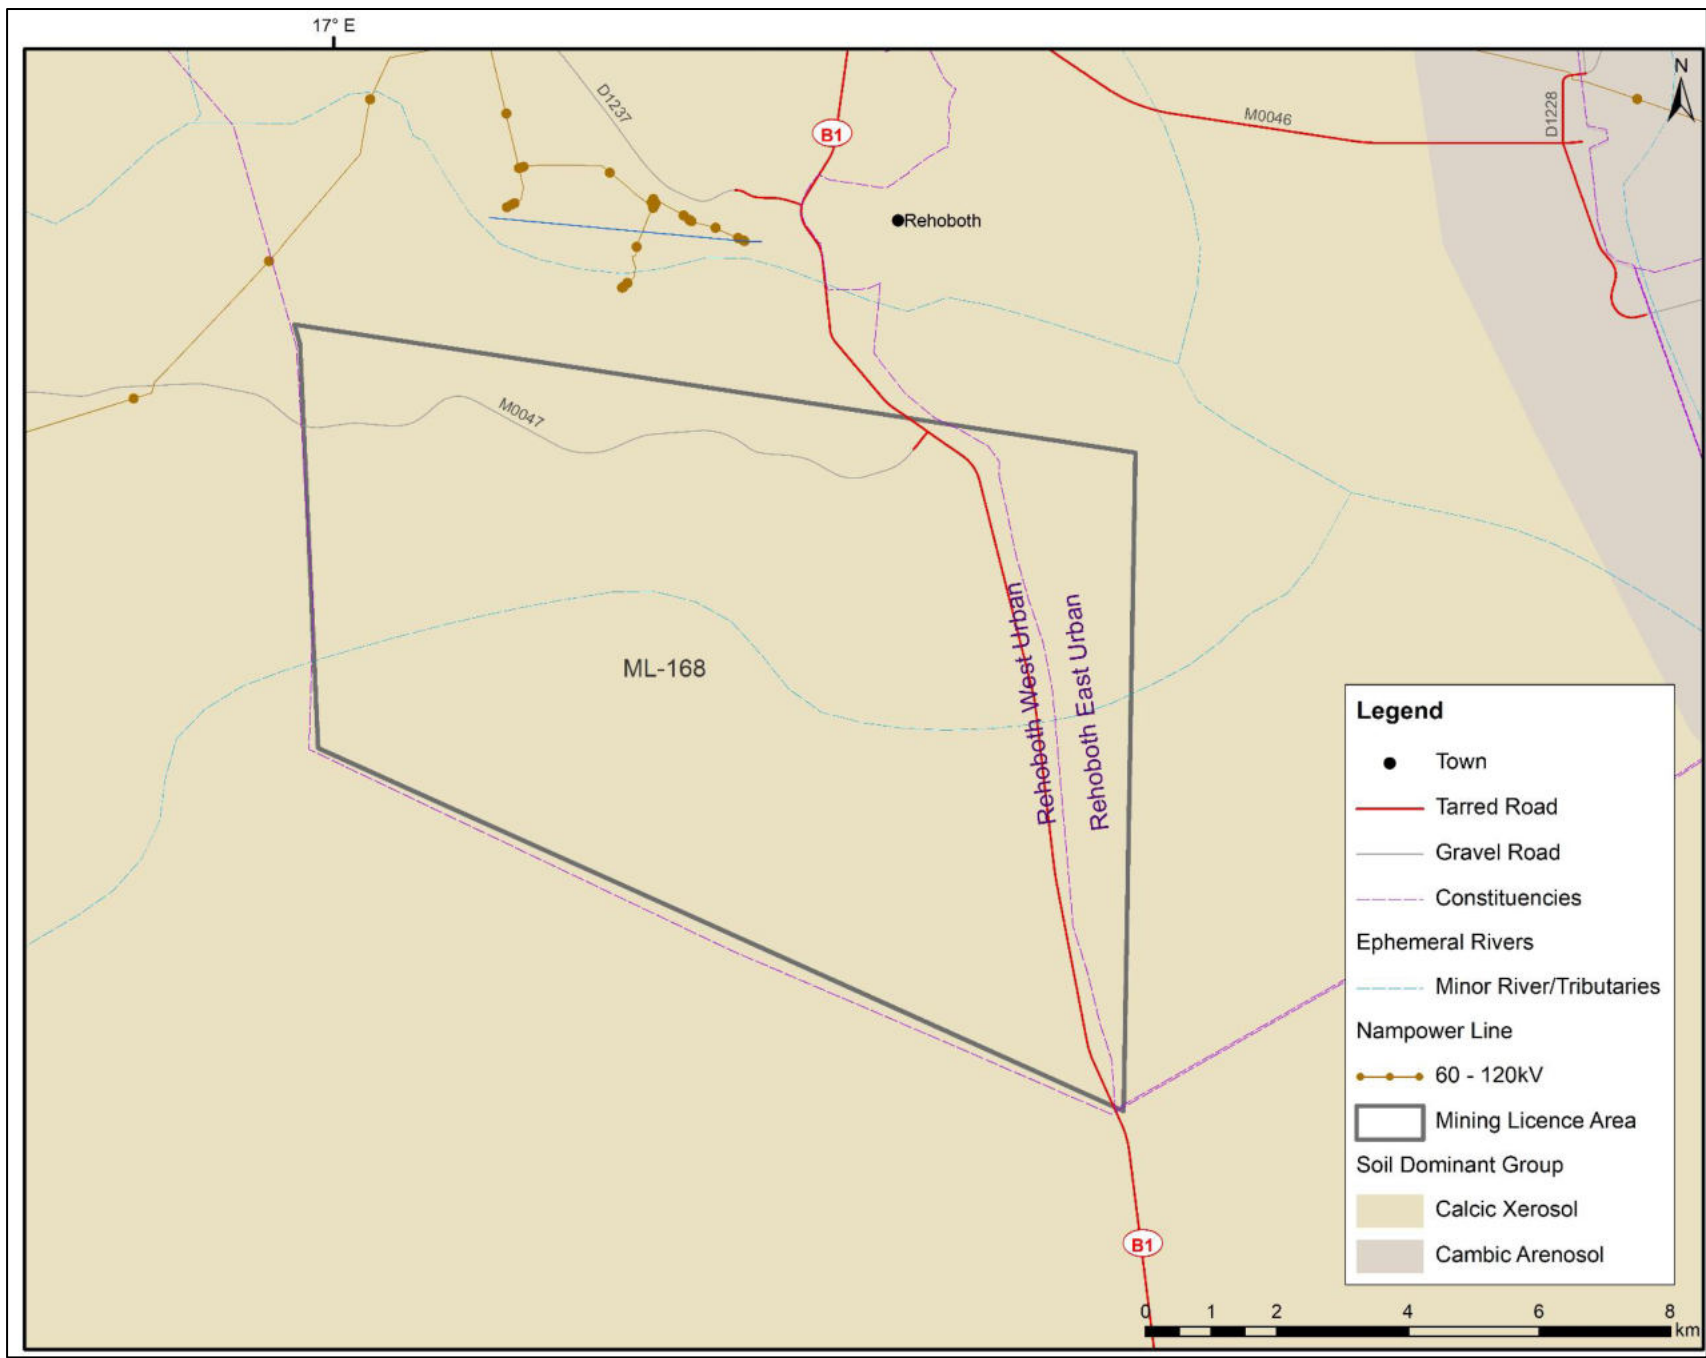 17° E
N
D1237
B1
M0046
D1228
Rehoboth
M0047
Rehoboth West Urban
Rehoboth East Urban
ML-168
Legend
Town
Tarred Road
Gravel Road
Constituencies
Ephemeral Rivers
Minor River/Tributaries
Nampower Line
60 - 120kV
Mining Licence Area
Soil Dominant Group
Calcic Xerosol
Cambic Arenosol
B1
0 1 2 4 6 8
km